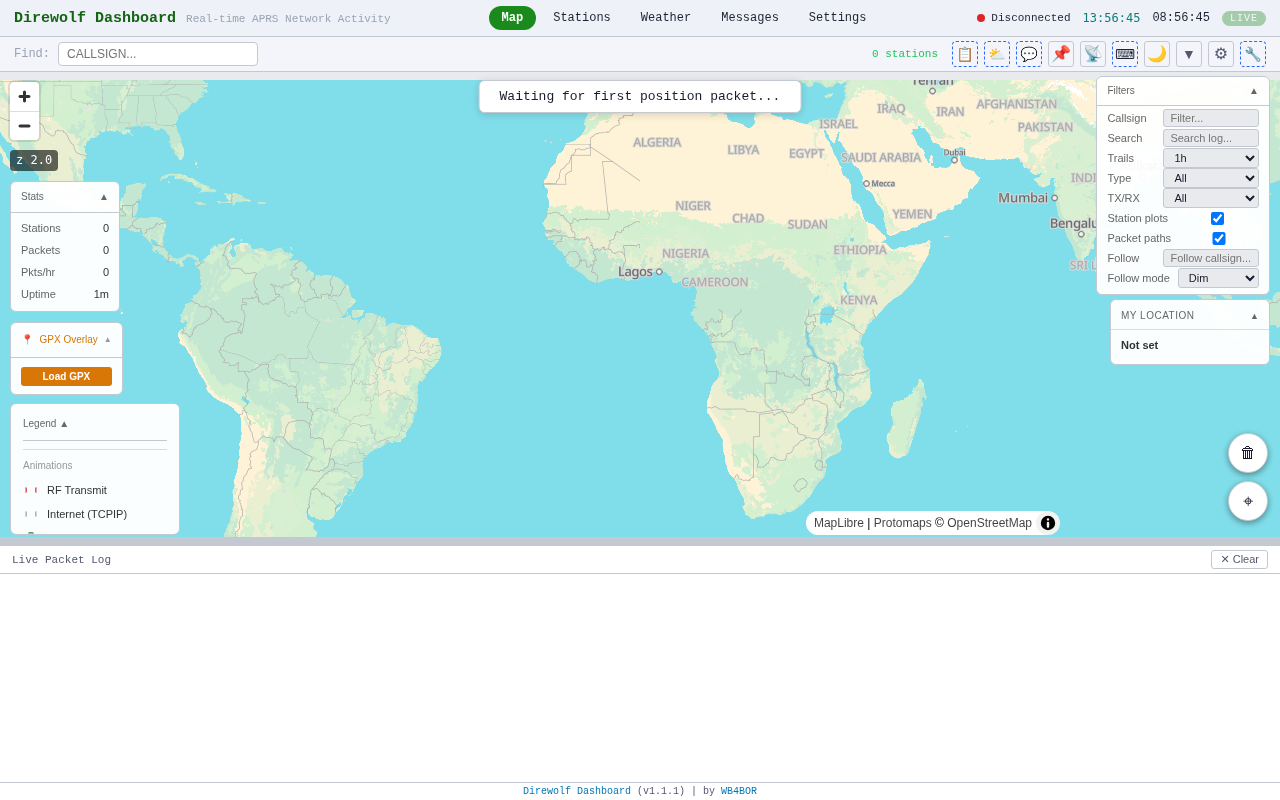 Direwolf Dashboard Real-time APRS Network Activity Map Stations Weather Messages Settings Disconnected 13:56:45 08:56:45 LIVE
Find: CALLSIGN... 0 stations
Waiting for first position packet...
z 2.0
Stats ▲
Stations 0
Packets 0
Pkts/hr 0
Uptime 1m
GPX Overlay ▲
Load GPX
Legend ▲
Animations
RF Transmit
Internet (TCPIP)
Tehran
IRAQ
IRAN
AFGHANISTAN
ISRAEL
PAKISTAN
ALGERIA
LIBYA
EGYPT
SAUDI ARABIA
Dubai
Mecca
Mumbai
NIGER
CHAD
SUDAN
YEMEN
NIGERIA
ETHIOPIA
Lagos
CAMEROON
KENYA
Filters ▲
Callsign Filter...
Search Search log...
Trails 1h
Type All
TX/RX All
Station plots
Packet paths
Follow Follow callsign...
Follow mode Dim
MY LOCATION ▲
Not set
MapLibre | Protomaps © OpenStreetMap
Live Packet Log ✕ Clear
Direwolf Dashboard (v1.1.1) | by WB4BOR